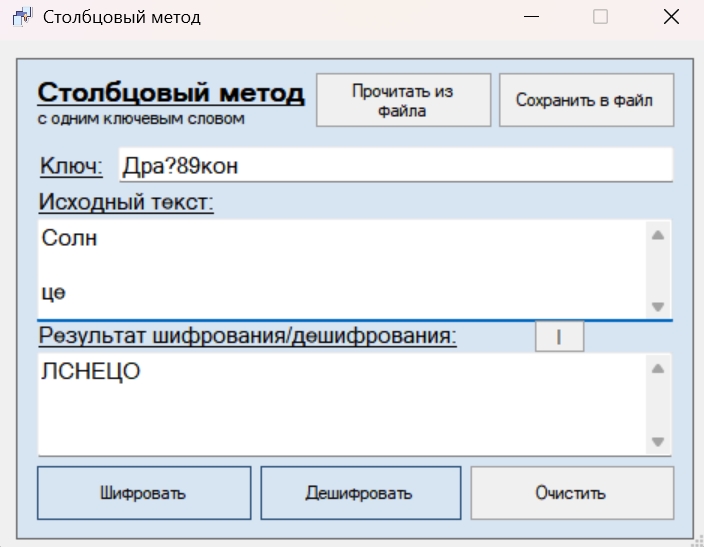 Столбцовый метод
Столбцовый метод
с одним ключевым словом
Прочитать из
файла
Сохранить в файл
Ключ: Дра?89кон
Исходный текст:
Солн
це
Результат шифрования/дешифрования:
|
ЛСНЕЦО
Шифровать
Дешифровать
Очистить